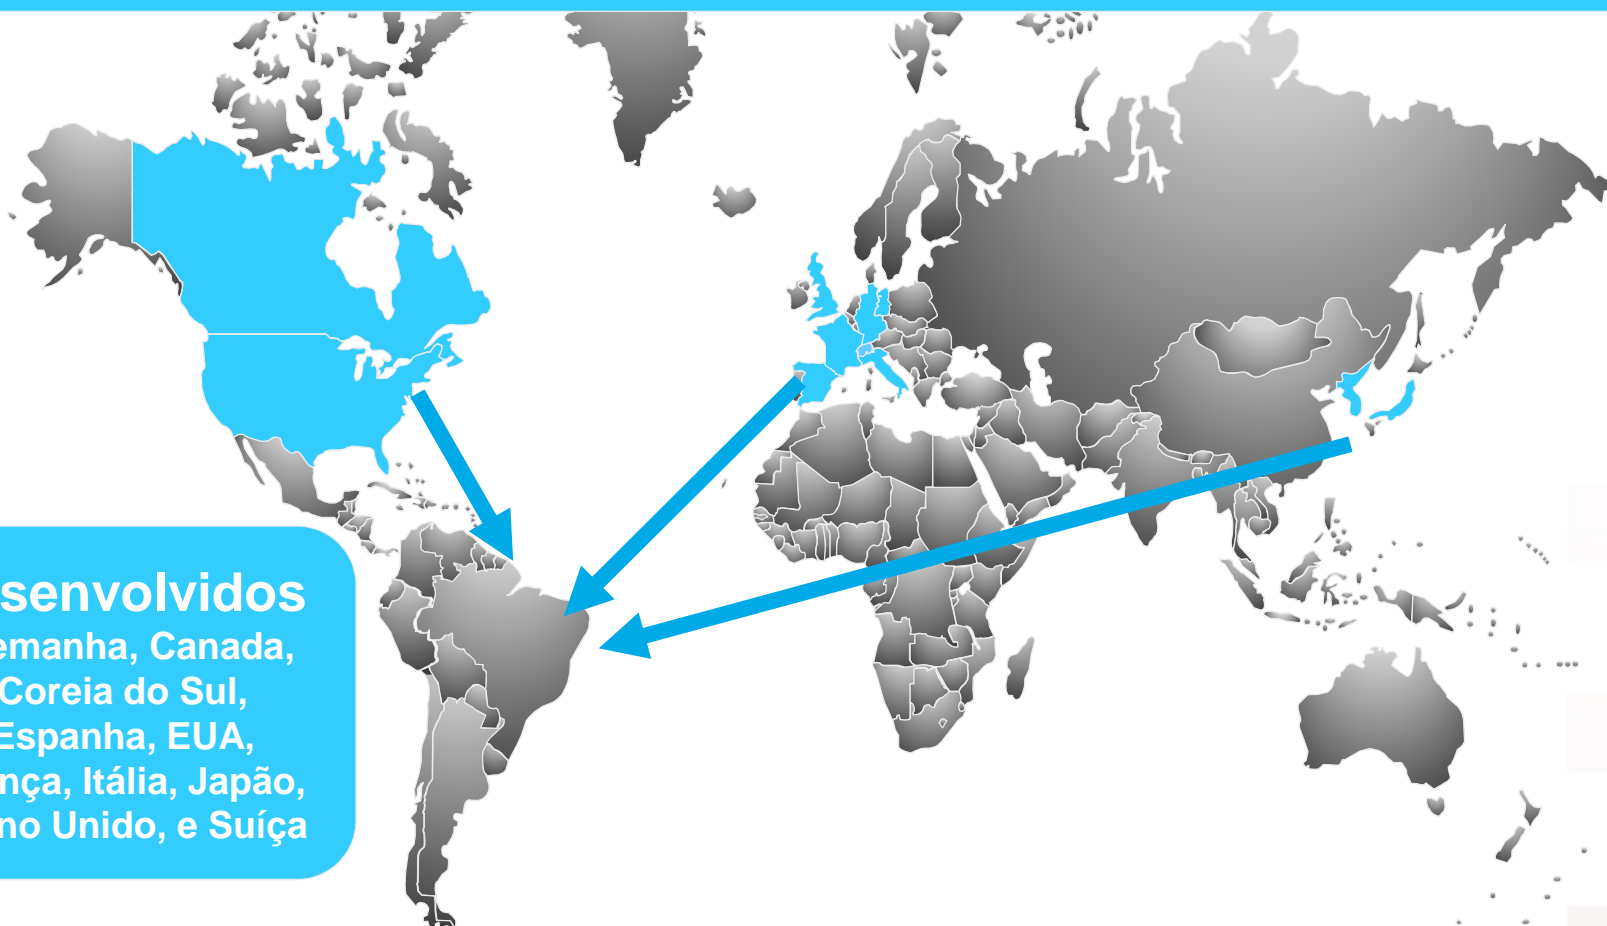 senvolvidos
emanha, Canada,
Coreia do Sul,
Espanha, EUA,
nça, Itália, Japão,
no Unido, e Suíça